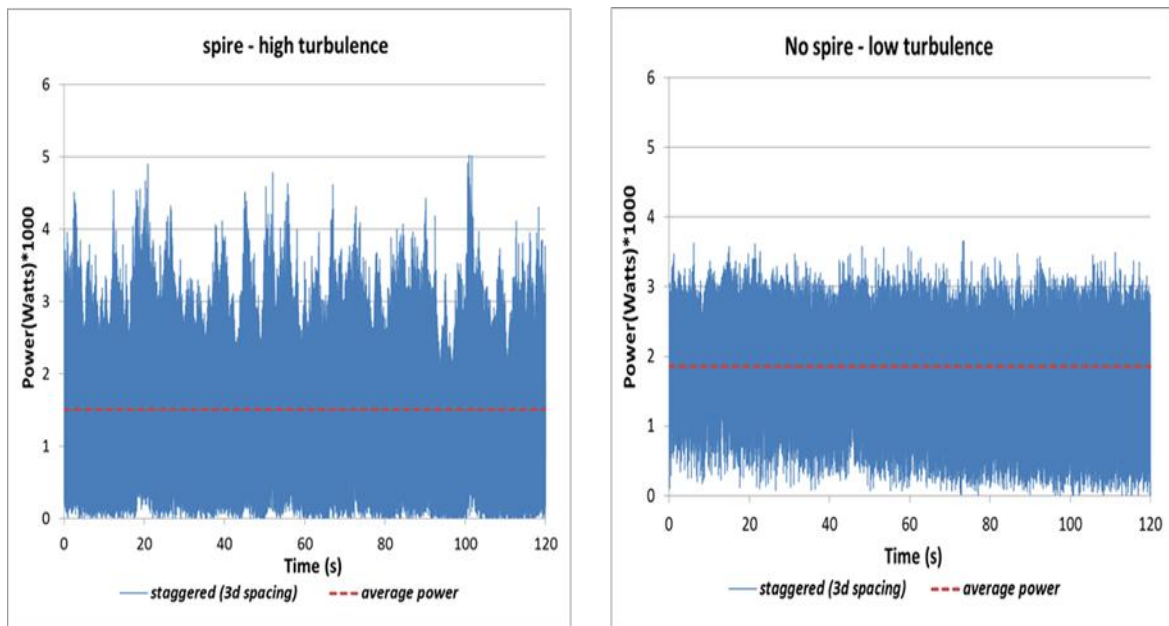 spire - high turbulence
Power(Watts)*1000
6
5
4
3
2
1
0
0 20 40 60 80 100 120
Time (s)
staggered (3d spacing) average power
No spire - low turbulence
Power(Watts)*1000
6
5
4
3
2
1
0
0 20 40 60 80 100 120
Time (s)
staggered (3d spacing) average power